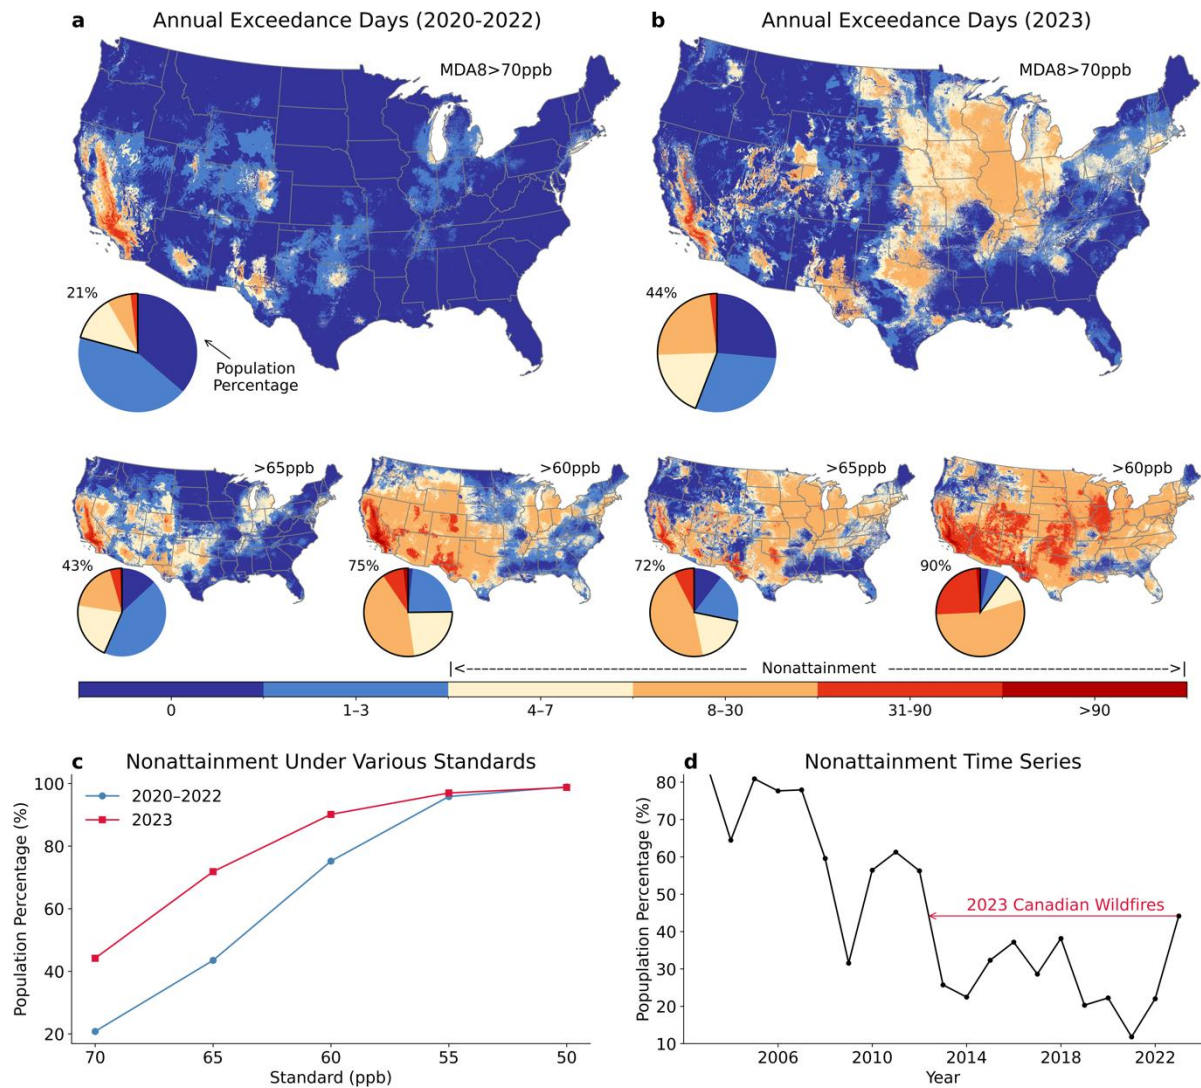 a Annual Exceedance Days (2020-2022)
MDA8>70ppb
21%
Population
Percentage
b Annual Exceedance Days (2023)
MDA8>70ppb
44%
>65ppb
43%
>60ppb
75%
>65ppb
72%
>60ppb
90%
|<-------------------------------- Nonattainment -------------------------------->|
0 1–3 4–7 8–30 31-90 >90
c Nonattainment Under Various Standards
100
80
60
40
20
Population Percentage (%)
2020–2022
2023
70 65 60 55 50
Standard (ppb)
d Nonattainment Time Series
80
70
60
50
40
30
20
10
Popuplation Percentage (%)
2023 Canadian Wildfires
2006 2010 2014 2018 2022
Year